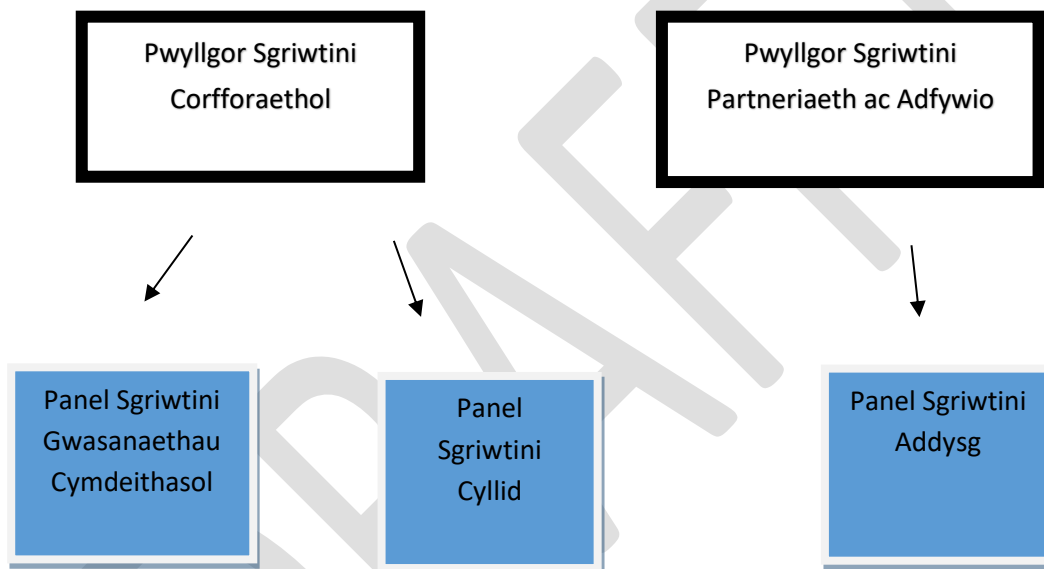 Pwyllgor Sgriwtini
Corfforaethol
Pwyllgor Sgriwtini
Partneriaeth ac Adfywio
Panel Sgriwtini
Gwasanaethau
Cymdeithasol
Panel
Sgriwtini
Cyllid
Panel Sgriwtini
Addysg
DRAFT